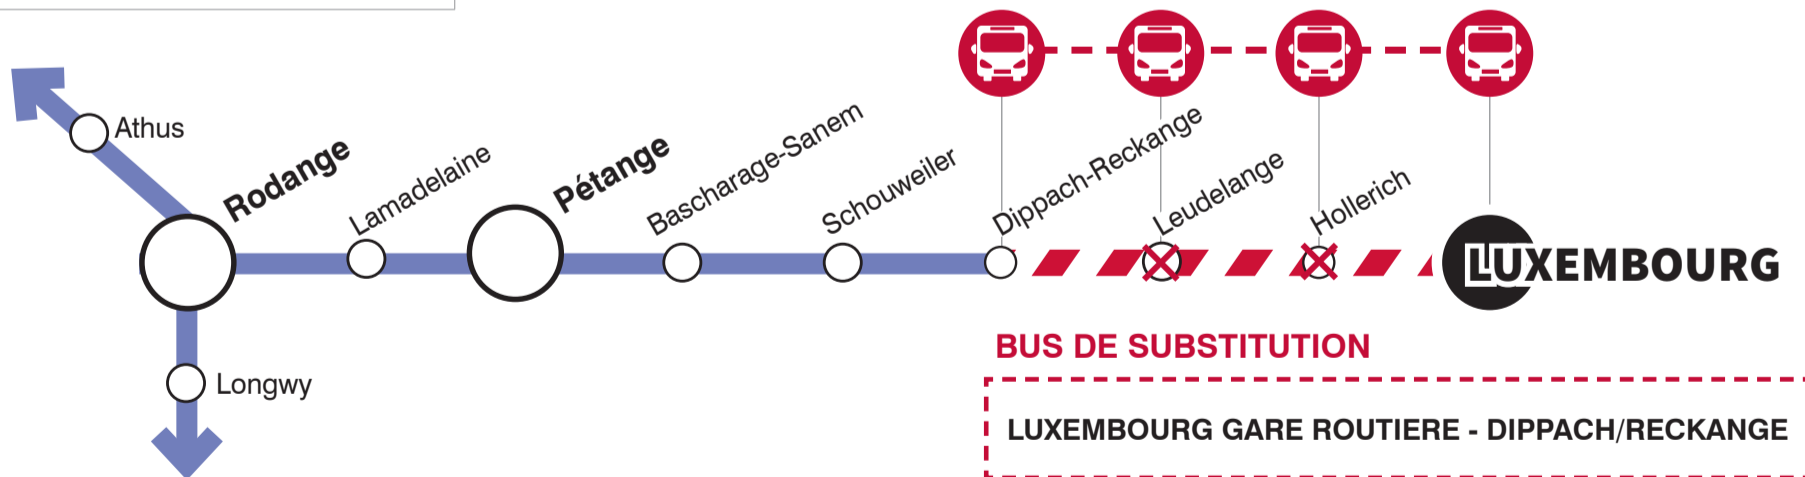 Athus
Rodange
Lamadelaine
Pétange
Bascharage-Sanem
Schouweiler
Dippach-Reckange
Leudelange
Hollerich
LUXEMBOURG
Longwy
BUS DE SUBSTITUTION
LUXEMBOURG GARE ROUTIERE - DIPPACH/RECKANGE